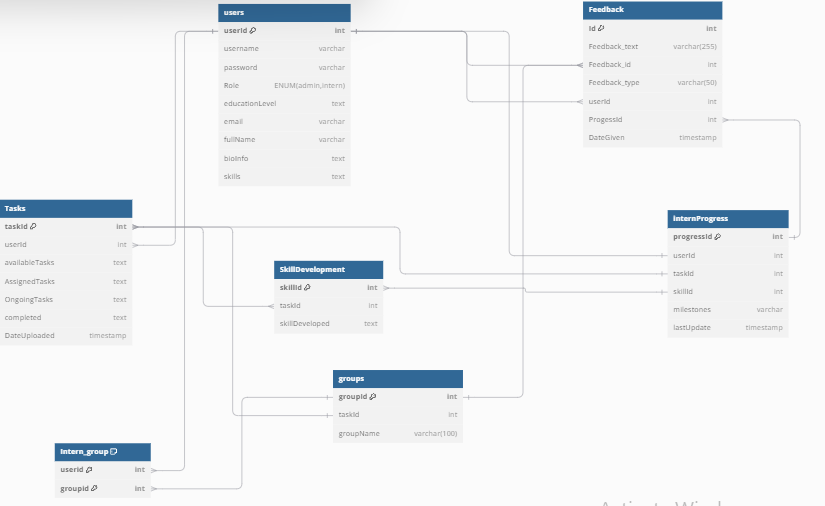 users
userId int
username varchar
password varchar
Role ENUM(admin,intern)
educationLevel text
email varchar
fullName varchar
bioInfo text
skills text
Feedback
id int
Feedback_text varchar(255)
Feedback_id int
Feedback_type varchar(50)
userId int
ProgessId int
DateGiven timestamp
Tasks
taskId int
userId int
availableTasks text
AssignedTasks text
OngoingTasks text
completed text
DateUploaded timestamp
SkillDevelopment
skillId int
taskId int
skillDeveloped text
internProgress
progressId int
userId int
taskId int
skillId int
milestones varchar
lastUpdate timestamp
groups
groupId int
taskId int
groupName varchar(100)
intern_group
userId int
groupId int